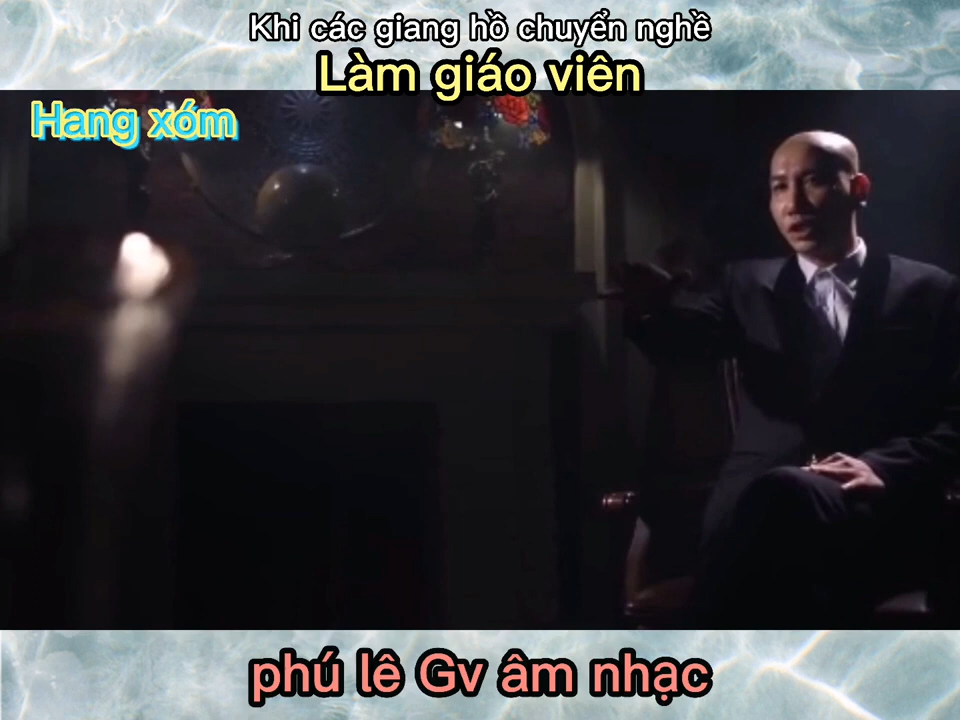 Khi các giang hồ chuyển nghề
Làm giáo viên
Hang xóm
phú lê Gv âm nhạc